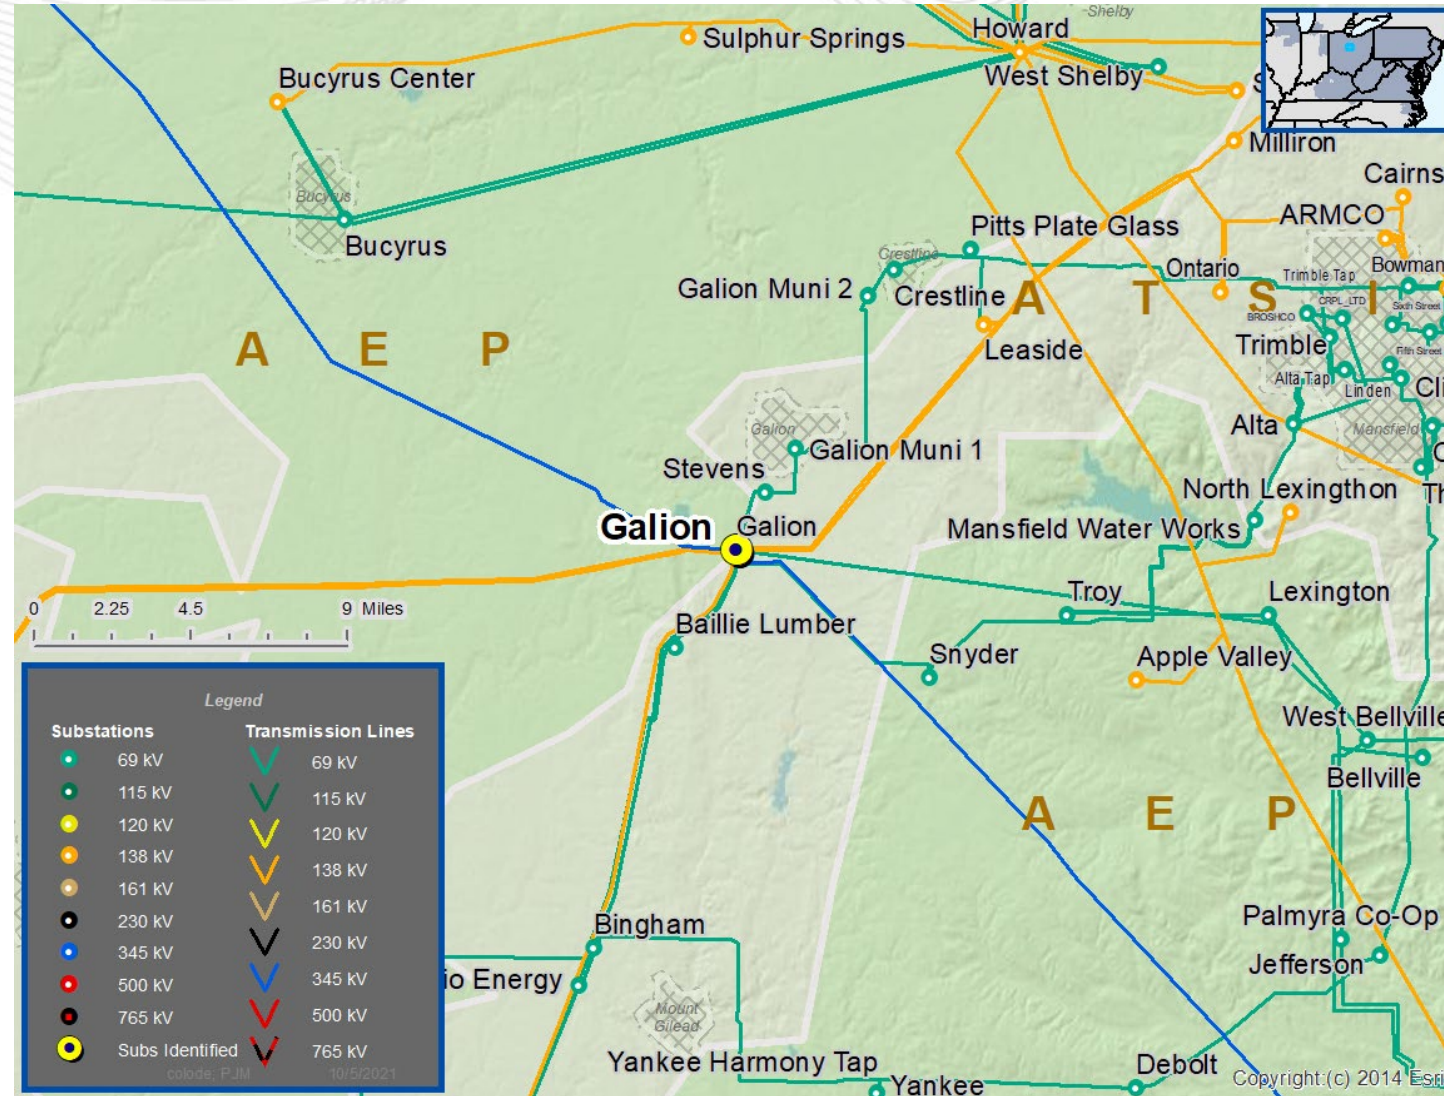 Shelby
Howard
Sulphur Springs
West Shelby
Bucyrus Center
S
Milliron
Cairns
Bucyrus
Bucyrus
ARMCO
Pitts Plate Glass
Crestline
Ontario
Trimble Tap
Bowman
Galion Muni 2
Crestline
A T S I
CRPL_LTD
Sixth Street
BROSHCO
A E P
Leaside
Trimble
Fifth Street
Alta Tap
Linden
Cli
Galion
Alta
Mansfield
Stevens
Galion Muni 1
C
North Lexingthon
Th
Galion
Galion
Mansfield Water Works
0 2.25 4.5 9 Miles
Troy
Lexington
Baillie Lumber
Snyder
Apple Valley
West Bellville
Bellville
A E P
Palmyra Co-Op
Bingham
Jefferson
io Energy
Mount
Gilead
Yankee Harmony Tap
Yankee
Debolt
Copyright:(c) 2014 Esri
Legend
Substations Transmission Lines
69 kV 69 kV
115 kV 115 kV
120 kV 120 kV
138 kV 138 kV
161 kV 161 kV
230 kV 230 kV
345 kV 345 kV
500 kV 500 kV
765 kV 765 kV
Subs Identified
colode: PJM 10/5/2021